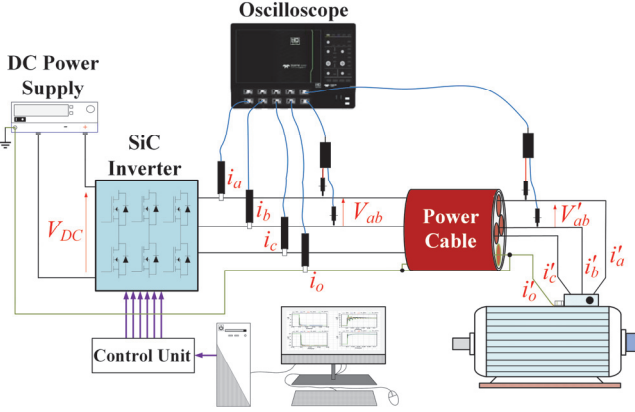 Oscilloscope
DC Power
Supply
SiC
Inverter
i_a
i_b
V_ab
i_c
i_o
V_DC
Power
Cable
V'_ab
i'_a
i'_b
i'_c
i'_o
Control Unit